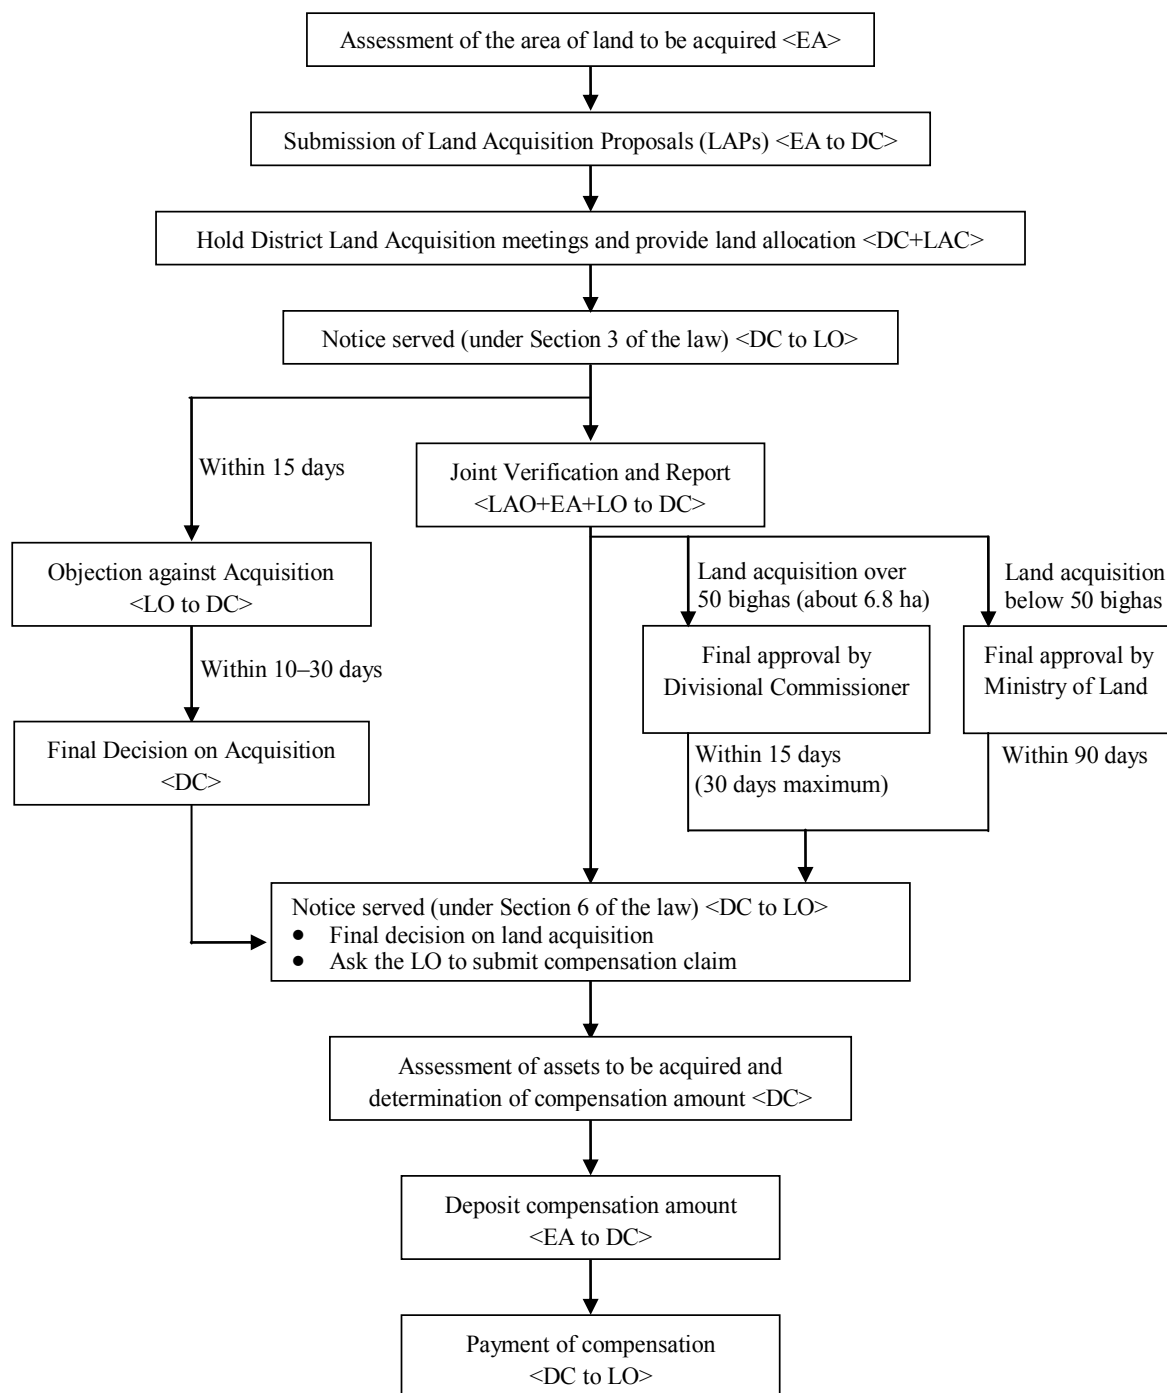 Assessment of the area of land to be acquired <EA>
Submission of Land Acquisition Proposals (LAPs) <EA to DC>
Hold District Land Acquisition meetings and provide land allocation <DC+LAC>
Notice served (under Section 3 of the law) <DC to LO>
Within 15 days
Joint Verification and Report
<LAO+EA+LO to DC>
Objection against Acquisition
<LO to DC>
Land acquisition over
50 bighas (about 6.8 ha)
Land acquisition
below 50 bighas
Within 10–30 days
Final approval by
Divisional Commissioner
Final approval by
Ministry of Land
Final Decision on Acquisition
<DC>
Within 15 days
(30 days maximum)
Within 90 days
Notice served (under Section 6 of the law) <DC to LO>
● Final decision on land acquisition
● Ask the LO to submit compensation claim
Assessment of assets to be acquired and
determination of compensation amount <DC>
Deposit compensation amount
<EA to DC>
Payment of compensation
<DC to LO>